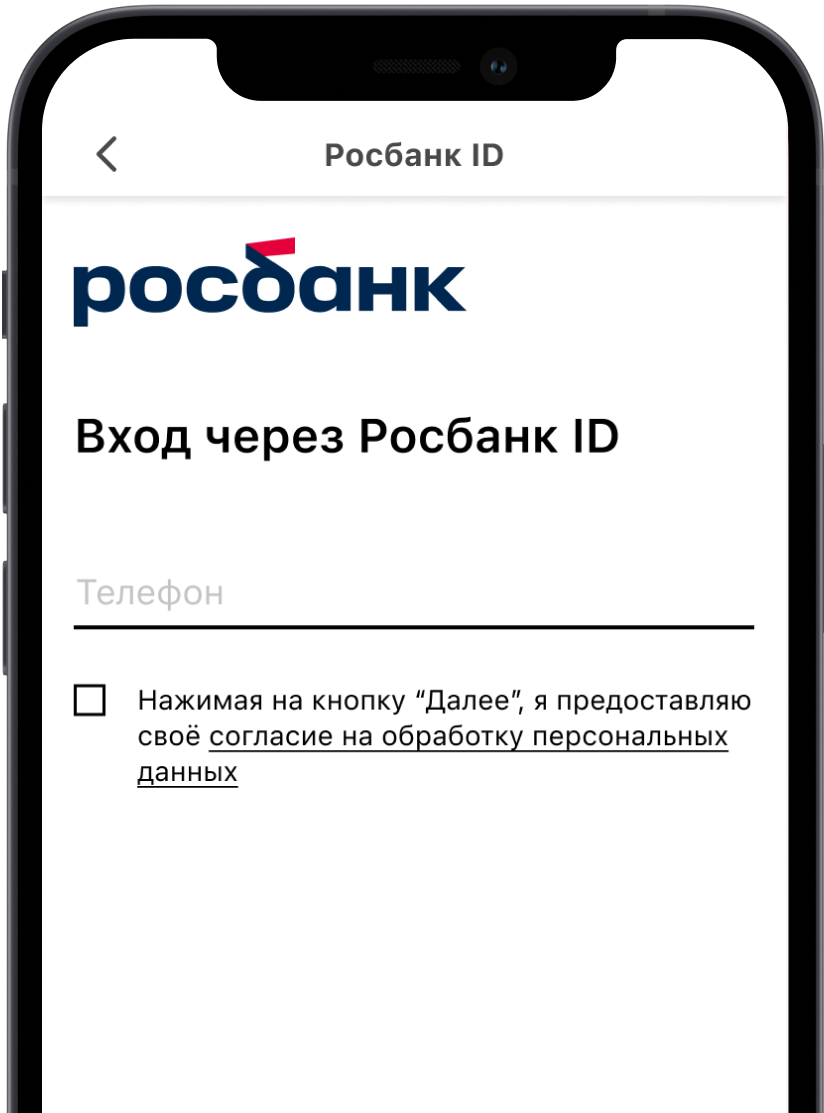 Росбанк ID
росбанк
Вход через Росбанк ID
Телефон
Нажимая на кнопку “Далее”, я предоставляю
своё согласие на обработку персональных
данных